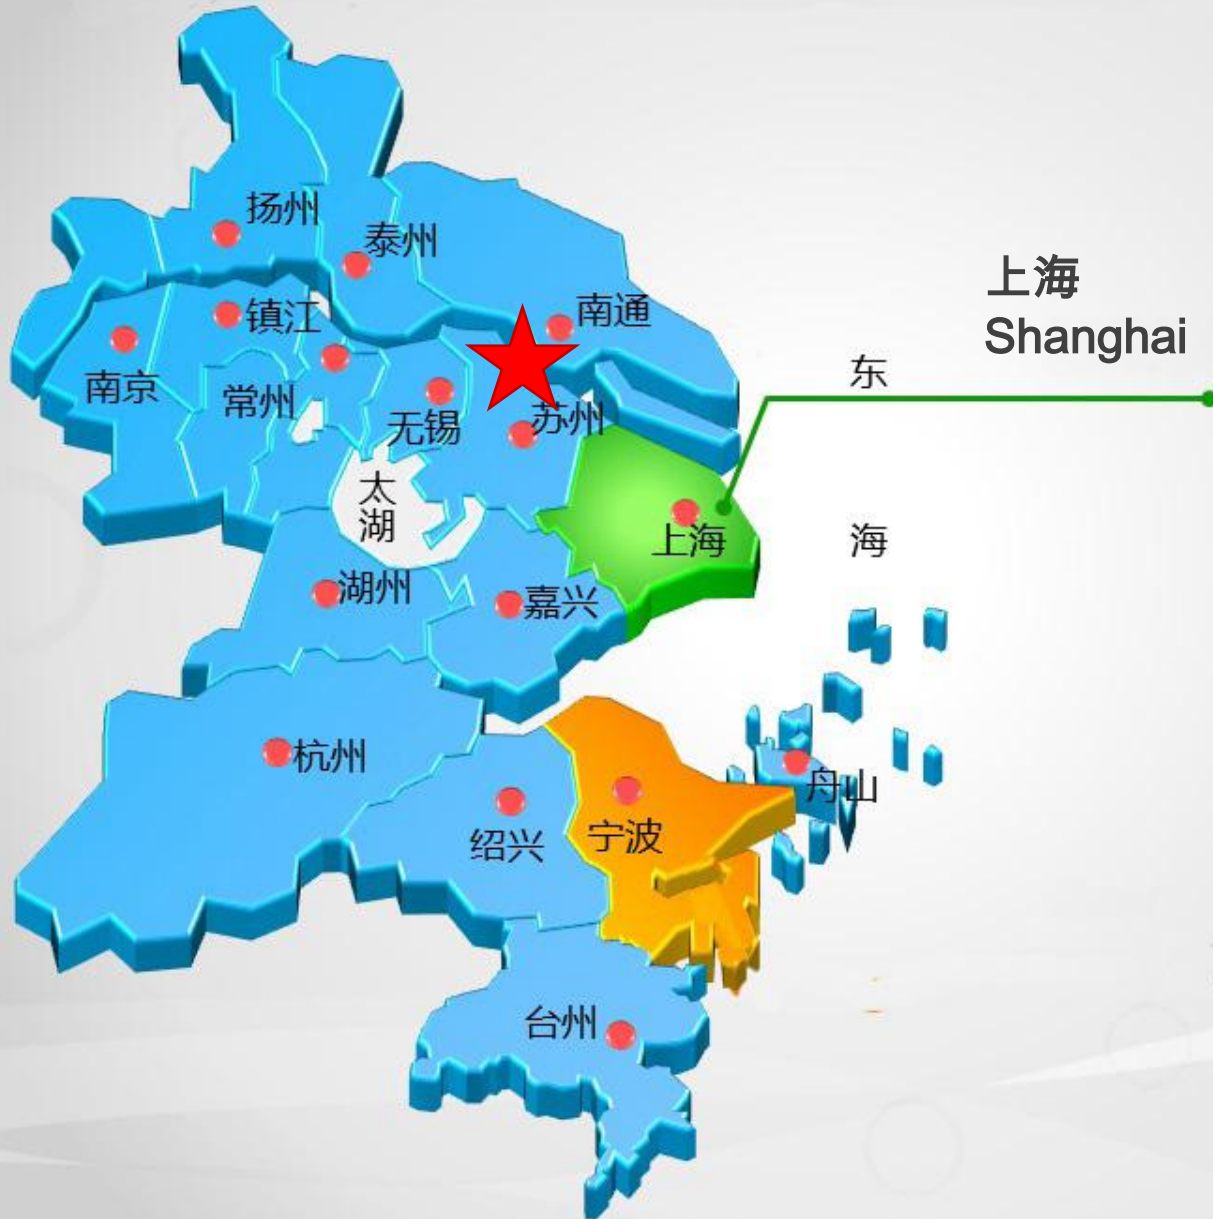 扬州
泰州
上海
Shanghai
镇江
南通
东
南京
常州
无锡
苏州
太
湖
上海
海
湖州
嘉兴
杭州
舟山
绍兴
宁波
台州